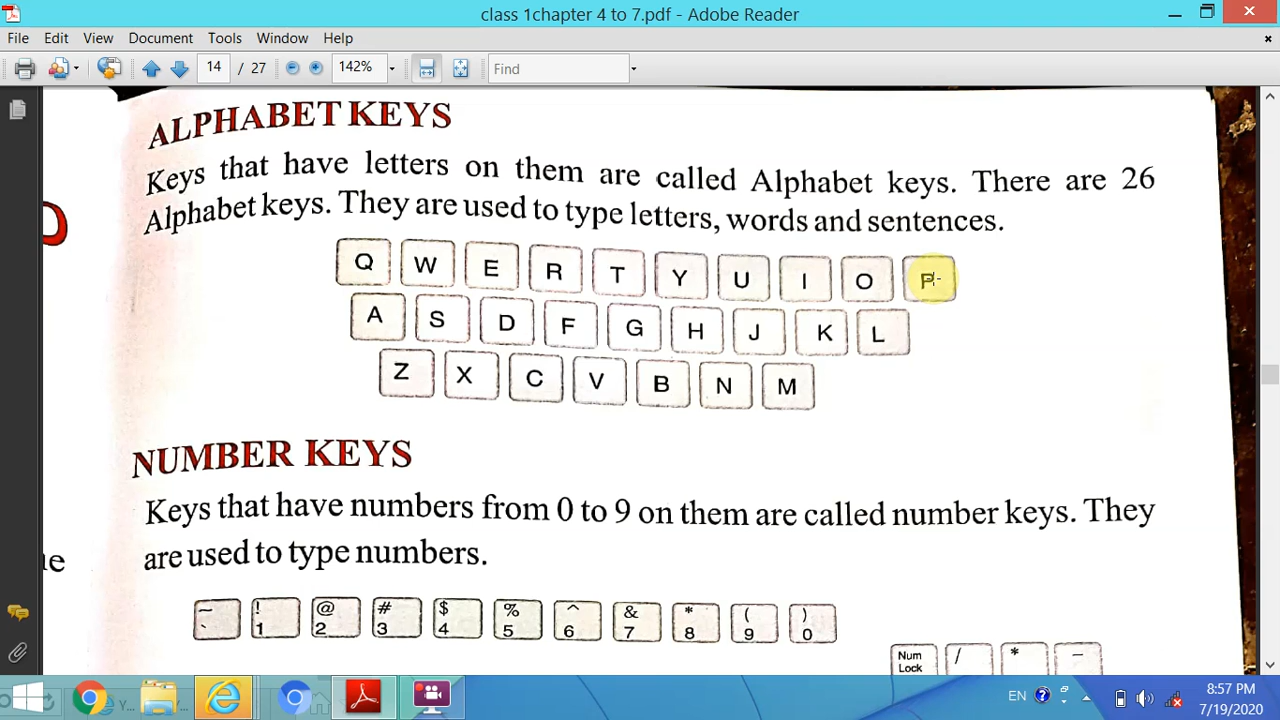 class 1chapter 4 to 7.pdf - Adobe Reader
File Edit View Document Tools Window Help
14 / 27 142% Find
ALPHABET KEYS
Keys that have letters on them are called Alphabet keys. There are 26
Alphabet keys. They are used to type letters, words and sentences.
Q W E R T Y U I O P
A S D F G H J K L
Z X C V B N M
NUMBER KEYS
Keys that have numbers from 0 to 9 on them are called number keys. They
are used to type numbers.
~ ! @ # $ % ^ & * ( )
` 1 2 3 4 5 6 7 8 9 0
Num / * −
Lock
EN 8:57 PM
7/19/2020